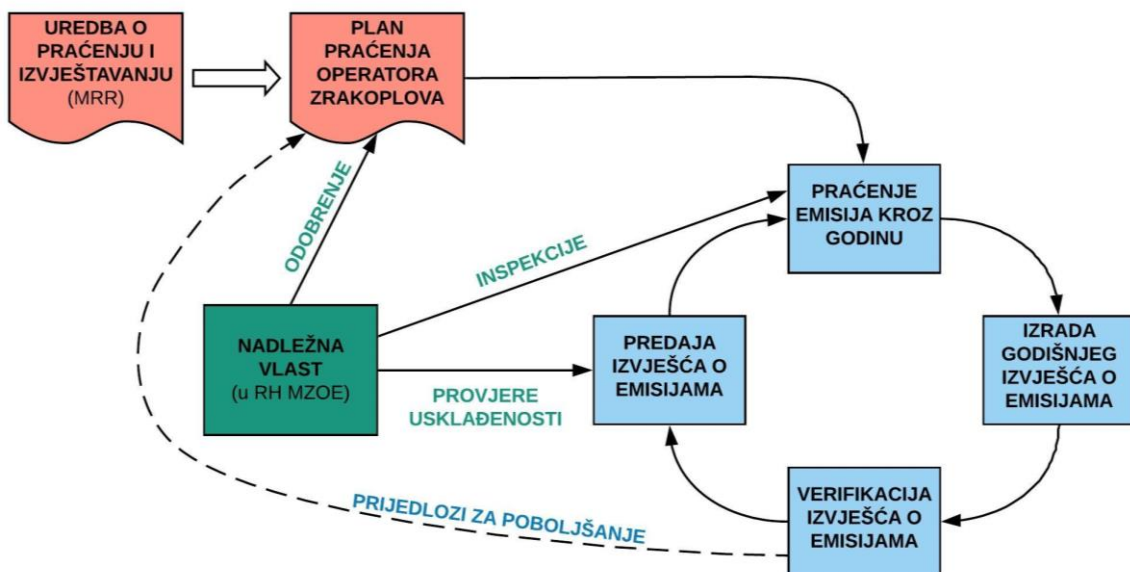 UREDBA O
PRAĆENJU I
IZVJEŠTAVANJU
(MRR)
PLAN
PRAĆENJA
OPERATORA
ZRAKOPLOVA
PRAĆENJE
EMISIJA KROZ
GODINU
ODOBRENJE
INSPEKCIJE
NADLEŽNA
VLAST
(u RH MZOE)
PROVJERE
USKLAĐENOSTI
PREDAJA
IZVJEŠĆA O
EMISIJAMA
IZRADA
GODIŠNJEG
IZVJEŠĆA O
EMISIJAMA
PRIJEDLOZI ZA POBOLJŠANJE
VERIFIKACIJA
IZVJEŠĆA O
EMISIJAMA